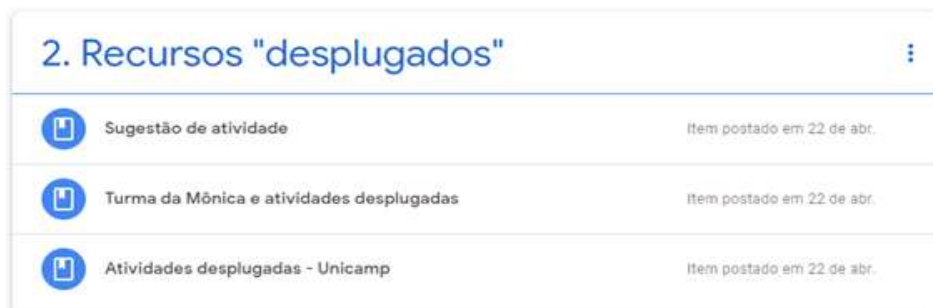 2. Recursos "desplugados"
Sugestão de atividade Item postado em 22 de abr.
Turma da Mônica e atividades desplugadas Item postado em 22 de abr.
Atividades desplugadas - Unicamp Item postado em 22 de abr.